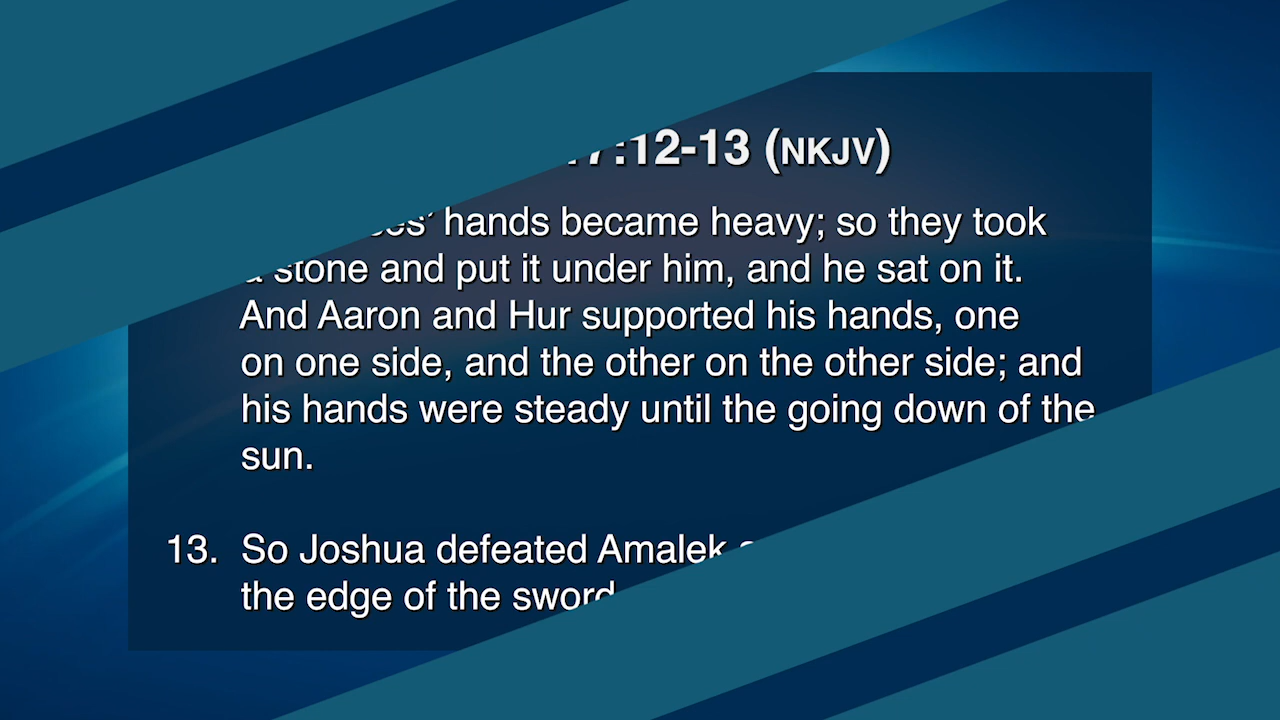 :12-13 (NKJV)
hands became heavy; so they took
stone and put it under him, and he sat on it.
And Aaron and Hur supported his hands, one
on one side, and the other on the other side; and
his hands were steady until the going down of the
sun.
13. So Joshua defeated Amalek
the edge of the sword